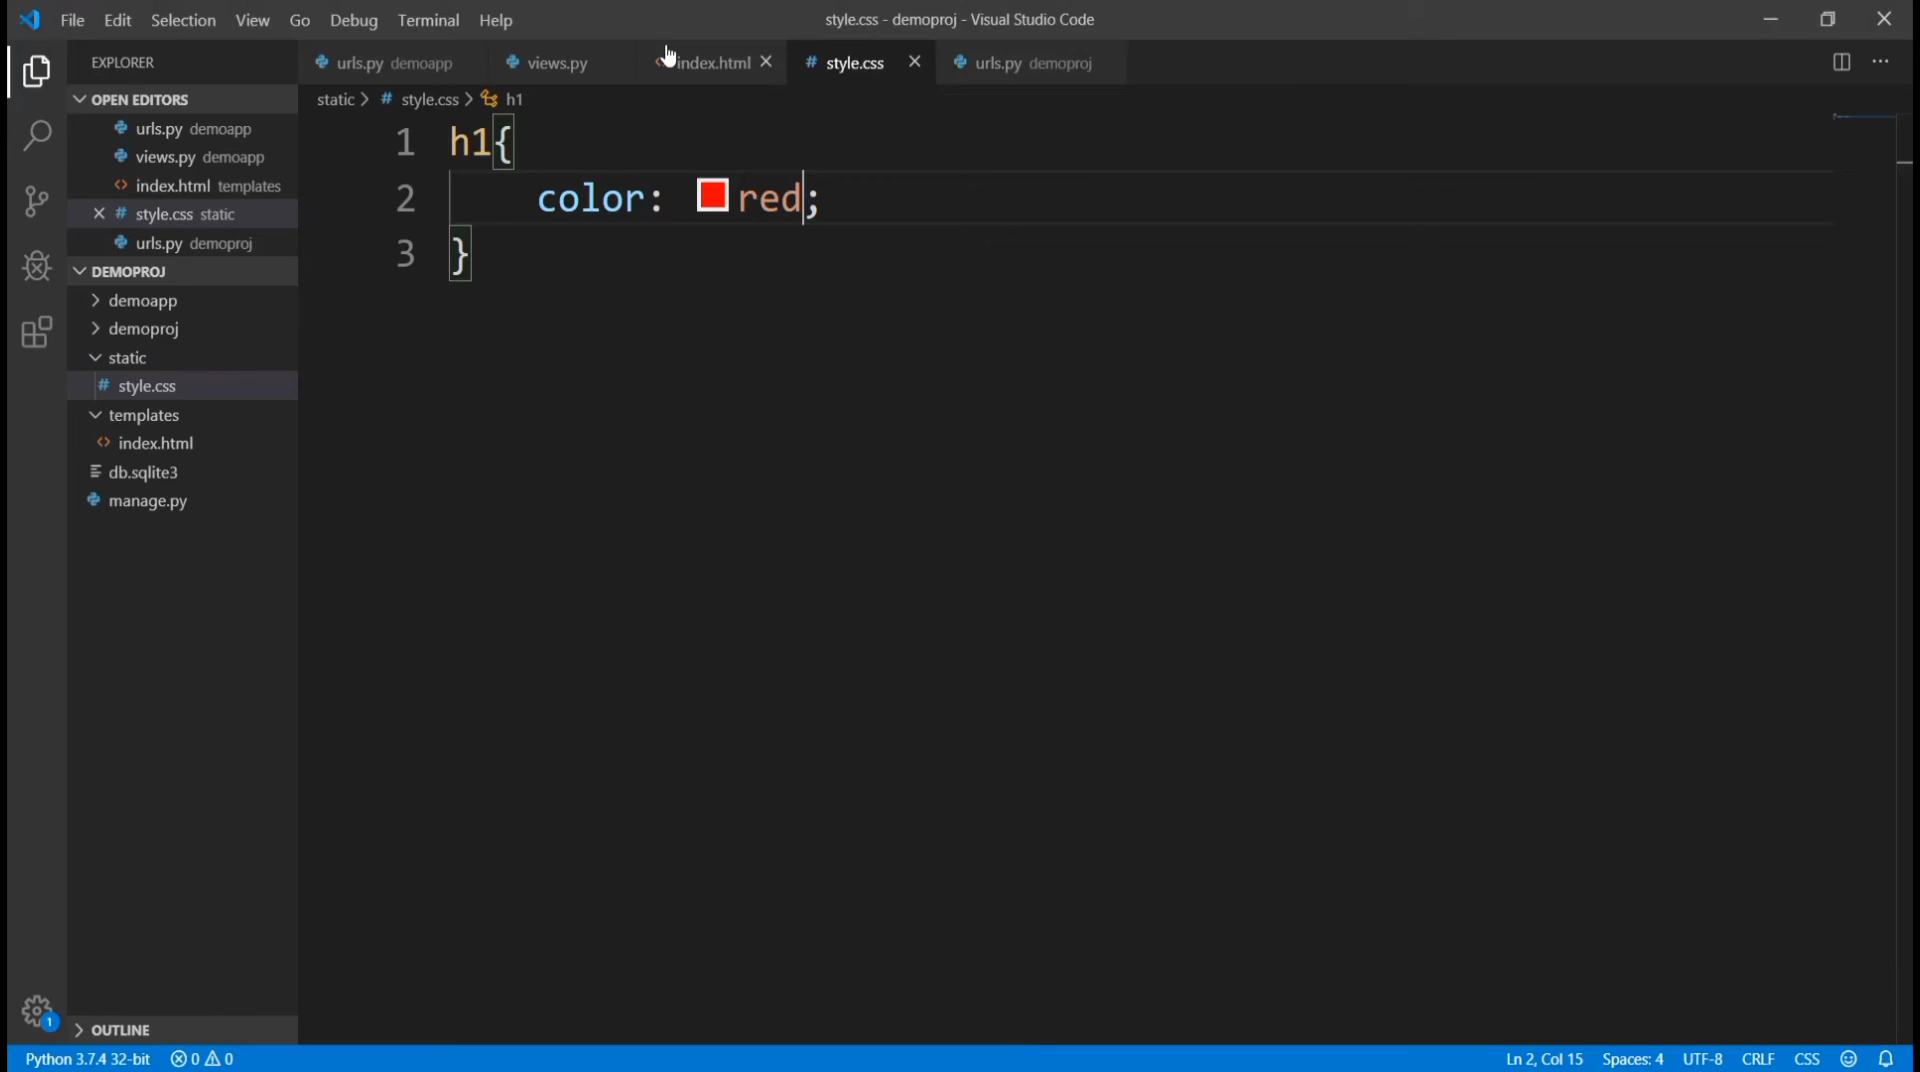 File Edit Selection View Go Debug Terminal Help
style.css - demoproj - Visual Studio Code
EXPLORER
urls.py demoapp
views.py
index.html
# style.css
urls.py demoproj
OPEN EDITORS
urls.py demoapp
views.py demoapp
index.html templates
# style.css static
urls.py demoproj
DEMOPROJ
demoapp
demoproj
static
# style.css
templates
index.html
db.sqlite3
manage.py
OUTLINE
static > # style.css > h1
1 h1{
2 color: red;
3 }
1
Python 3.7.4 32-bit 0 0
Ln 2, Col 15 Spaces: 4 UTF-8 CRLF CSS